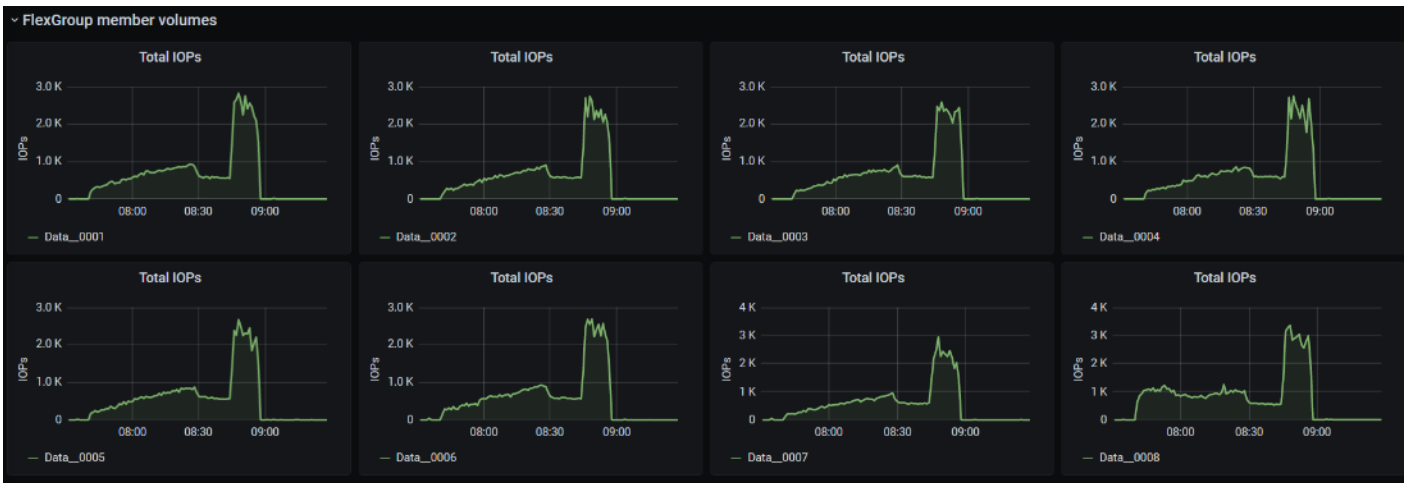 FlexGroup member volumes
Total IOPs
3.0 K
2.0 K
1.0 K
0
IOPs
08:00 08:30 09:00
Data__0001
Total IOPs
3.0 K
2.0 K
1.0 K
0
IOPs
08:00 08:30 09:00
Data__0002
Total IOPs
3.0 K
2.0 K
1.0 K
0
IOPs
08:00 08:30 09:00
Data__0003
Total IOPs
3.0 K
2.0 K
1.0 K
0
IOPs
08:00 08:30 09:00
Data__0004
Total IOPs
3.0 K
2.0 K
1.0 K
0
IOPs
08:00 08:30 09:00
Data__0005
Total IOPs
3.0 K
2.0 K
1.0 K
0
IOPs
08:00 08:30 09:00
Data__0006
Total IOPs
4 K
3 K
2 K
1 K
0
IOPs
08:00 08:30 09:00
Data__0007
Total IOPs
4 K
3 K
2 K
1 K
0
IOPs
08:00 08:30 09:00
Data__0008